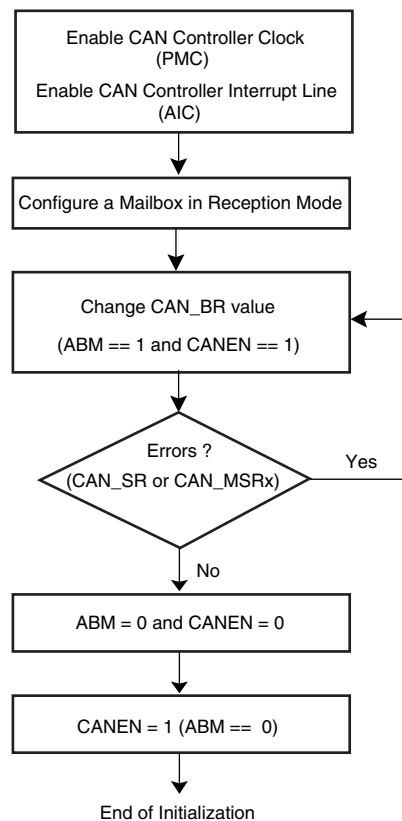 Enable CAN Controller Clock
(PMC)
Enable CAN Controller Interrupt Line
(AIC)
Configure a Mailbox in Reception Mode
Change CAN_BR value
(ABM == 1 and CANEN == 1)
Errors ?
(CAN_SR or CAN_MSRx)
Yes
No
ABM = 0 and CANEN = 0
CANEN = 1 (ABM == 0)
End of Initialization